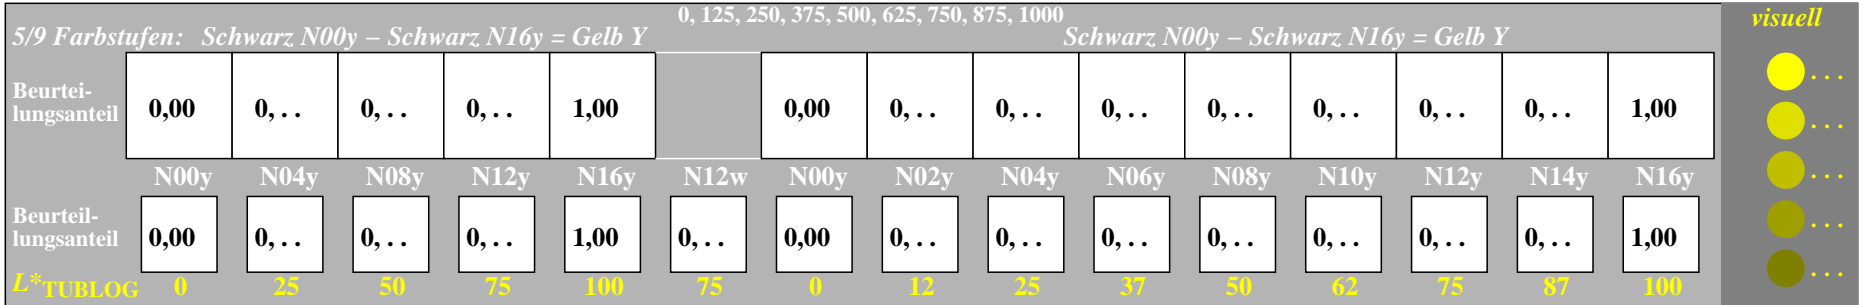 0, 125, 250, 375, 500, 625, 750, 875, 1000
visuell
5/9 Farbstufen: Schwarz N00y – Schwarz N16y = Gelb Y
Schwarz N00y – Schwarz N16y = Gelb Y
Beurtei-
lungsanteil
0,00 0, . . 0, . . 0, . . 1,00 0,00 0, . . 0, . . 0, . . 0, . . 0, . . 0, . . 0, . . 1,00
N00y N04y N08y N12y N16y N12w N00y N02y N04y N06y N08y N10y N12y N14y N16y
Beurteil-
lungsanteil
0,00 0, . . 0, . . 0, . . 1,00 0, . . 0,00 0, . . 0, . . 0, . . 0, . . 0, . . 0, . . 0, . . 1,00
L*TUBLOG 0 25 50 75 100 75 0 12 25 37 50 62 75 87 100
. . .
. . .
. . .
. . .
. . .